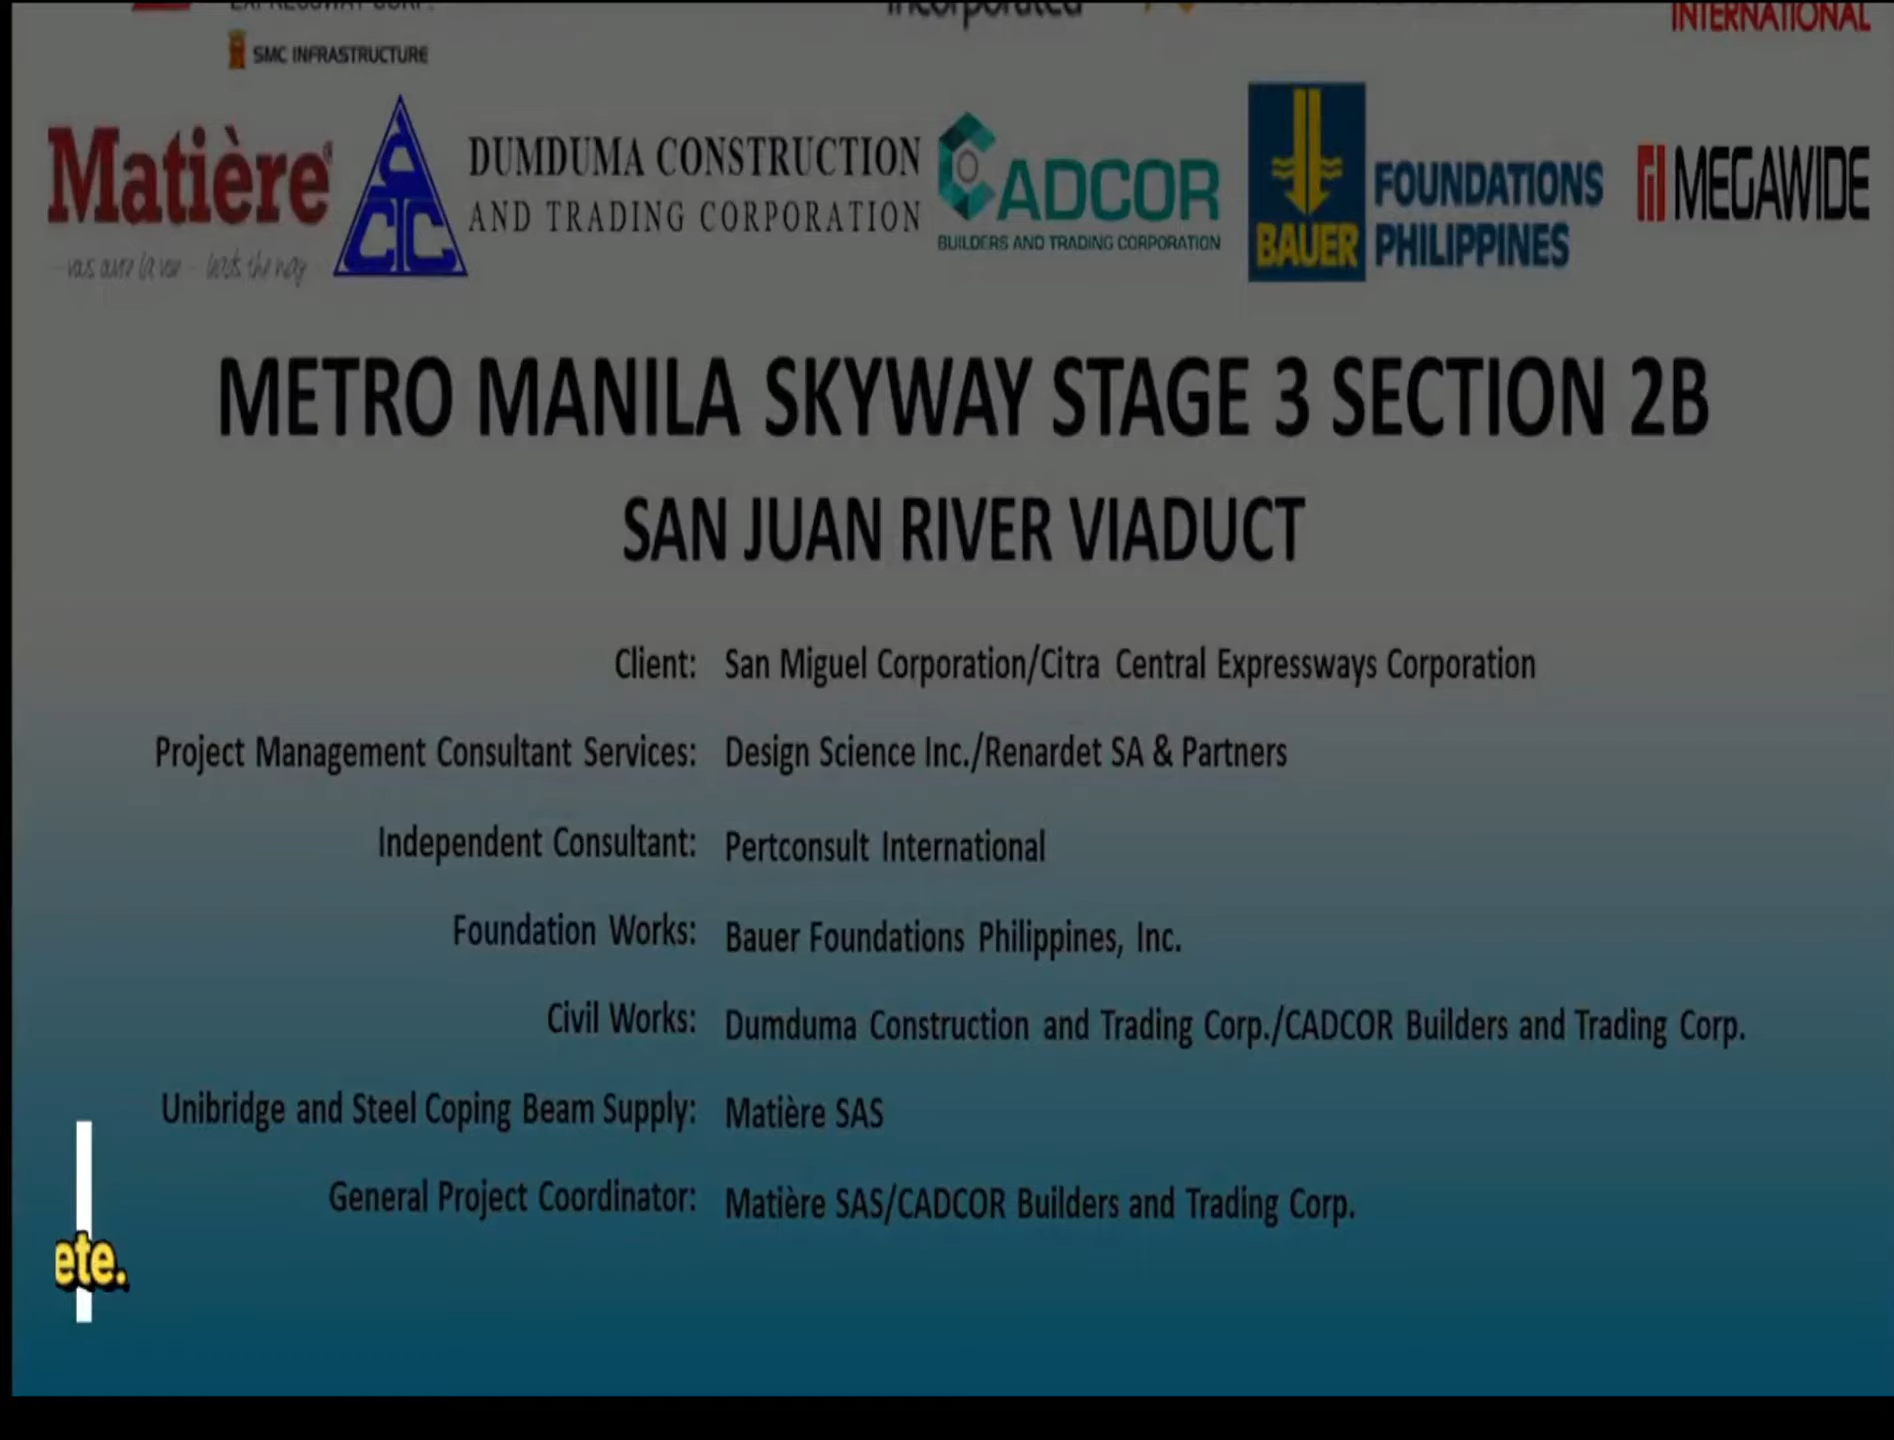 SMC INFRASTRUCTURE
INTERNATIONAL
Matière®
DUMDUMA CONSTRUCTION
AND TRADING CORPORATION
CADCOR
BUILDERS AND TRADING CORPORATION
BAUER
FOUNDATIONS
PHILIPPINES
MEGAWIDE
METRO MANILA SKYWAY STAGE 3 SECTION 2B
SAN JUAN RIVER VIADUCT
Client: San Miguel Corporation/Citra Central Expressways Corporation
Project Management Consultant Services: Design Science Inc./Renardet SA & Partners
Independent Consultant: Pertconsult International
Foundation Works: Bauer Foundations Philippines, Inc.
Civil Works: Dumduma Construction and Trading Corp./CADCOR Builders and Trading Corp.
Unibridge and Steel Coping Beam Supply: Matière SAS
General Project Coordinator: Matière SAS/CADCOR Builders and Trading Corp.
ete.